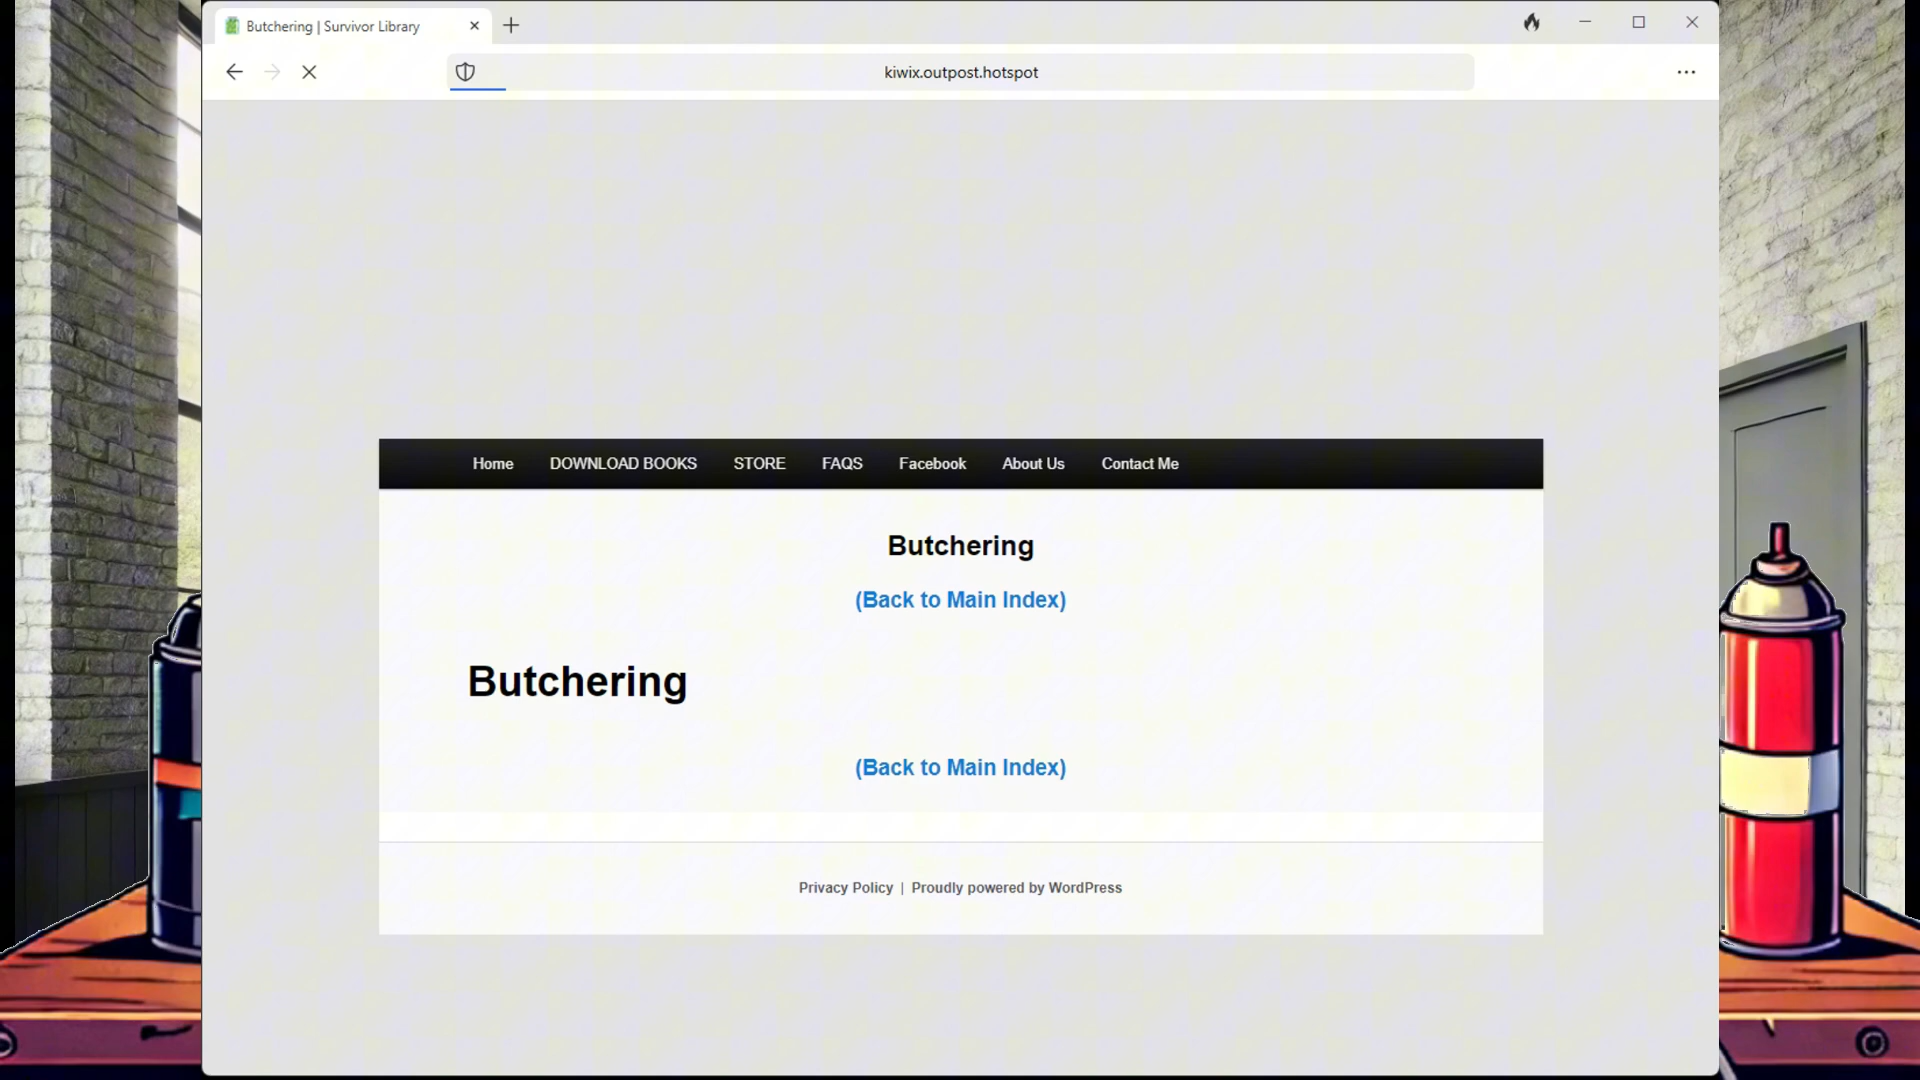 Butchering | Survivor Library
kiwix.outpost.hotspot
Home DOWNLOAD BOOKS STORE FAQS Facebook About Us Contact Me
Butchering
(Back to Main Index)
Butchering
(Back to Main Index)
Privacy Policy | Proudly powered by WordPress